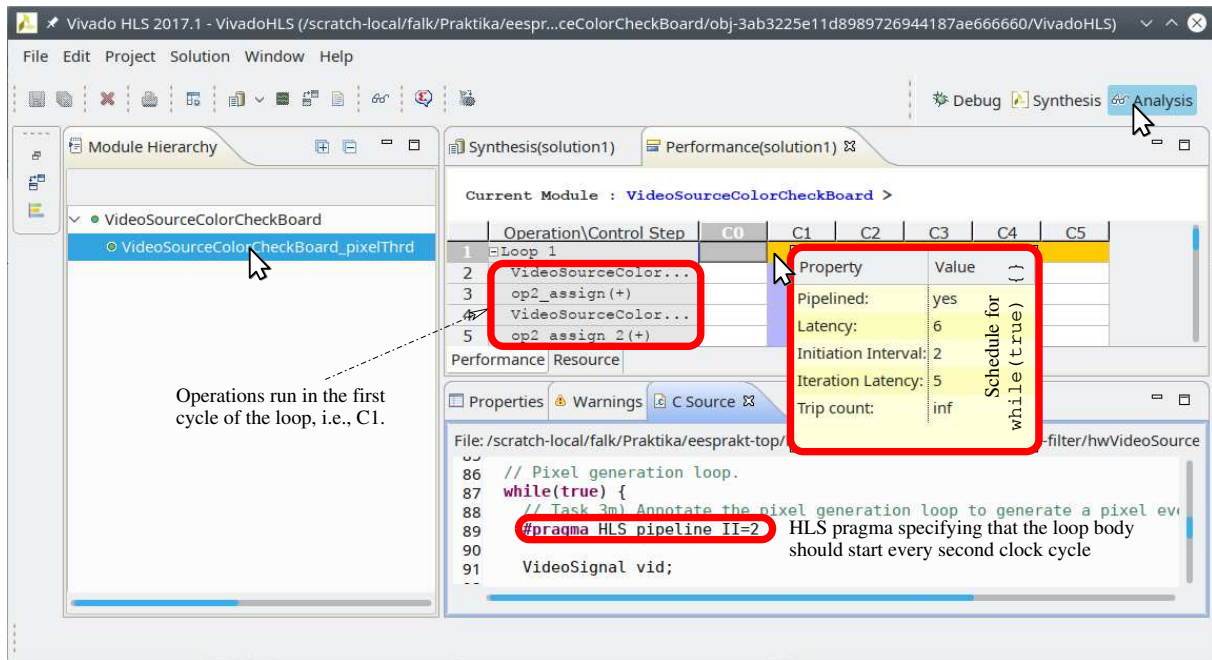 Vivado HLS 2017.1 - VivadoHLS (/scratch-local/falk/Praktika/eespr...ceColorCheckBoard/obj-3ab3225e11d8989726944187ae666660/VivadoHLS)
File Edit Project Solution Window Help
Debug Synthesis Analysis
Module Hierarchy
VideoSourceColorCheckBoard
VideoSourceColorCheckBoard_pixelThrd
Operations run in the first
cycle of the loop, i.e., C1.
Synthesis(solution1) Performance(solution1)
Current Module : VideoSourceColorCheckBoard >
Operation\Control Step C0 C1 C2 C3 C4 C5
1 Loop 1
2 VideoSourceColor...
3 op2_assign(+)
4 VideoSourceColor...
5 op2_assign_2(+)
Property Value
Pipelined: yes
Latency: 6
Initiation Interval: 2
Iteration Latency: 5
Trip count: inf
Schedule for
while(true) {}
Performance Resource
Properties Warnings C Source
File: /scratch-local/falk/Praktika/eesprakt-top/ -filter/hwVideoSource
86 // Pixel generation loop.
87 while(true) {
88 // Task 3m) Annotate the pixel generation loop to generate a pixel eve
89 #pragma HLS pipeline II=2
90
91 VideoSignal vid;
HLS pragma specifying that the loop body
should start every second clock cycle